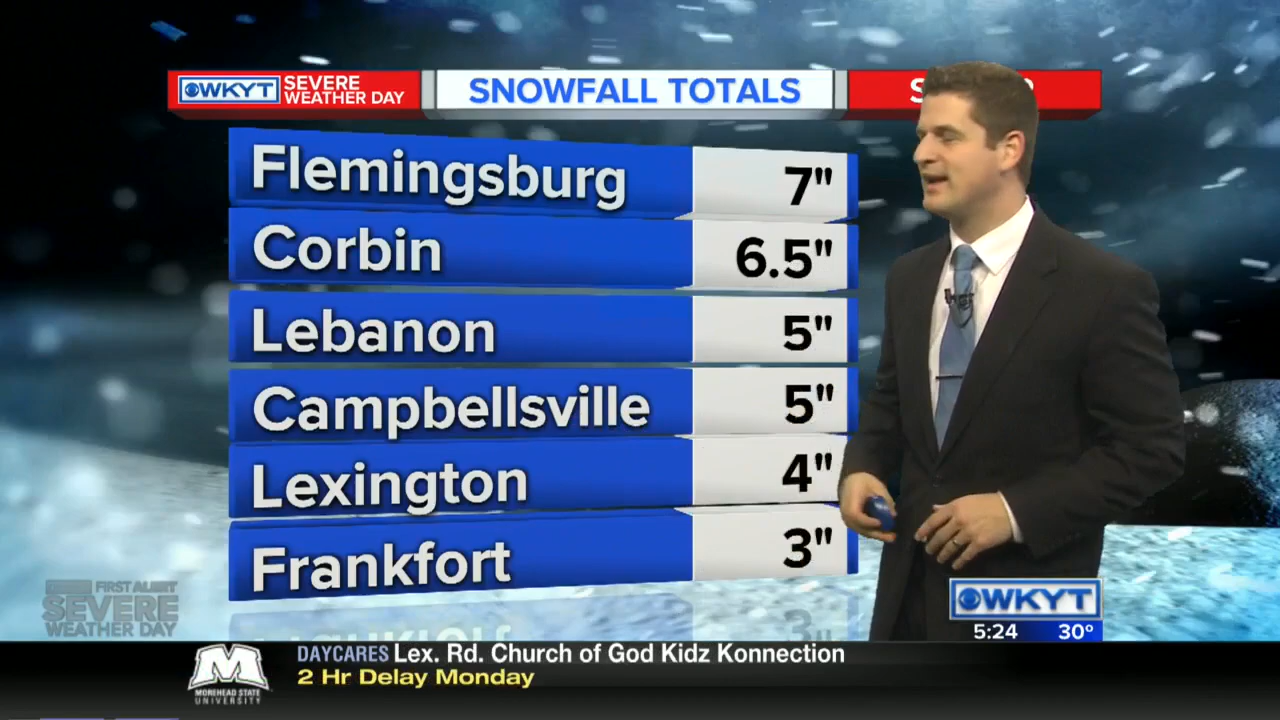 WKYT
SEVERE
WEATHER DAY
SNOWFALL TOTALS
Flemingsburg 7"
Corbin 6.5"
Lebanon 5"
Campbellsville 5"
Lexington 4"
Frankfort 3"
FIRST ALERT
SEVERE
WEATHER DAY
WKYT
5:24 30°
M
MOREHEAD STATE
UNIVERSITY
DAYCARES Lex. Rd. Church of God Kidz Konnection
2 Hr Delay Monday